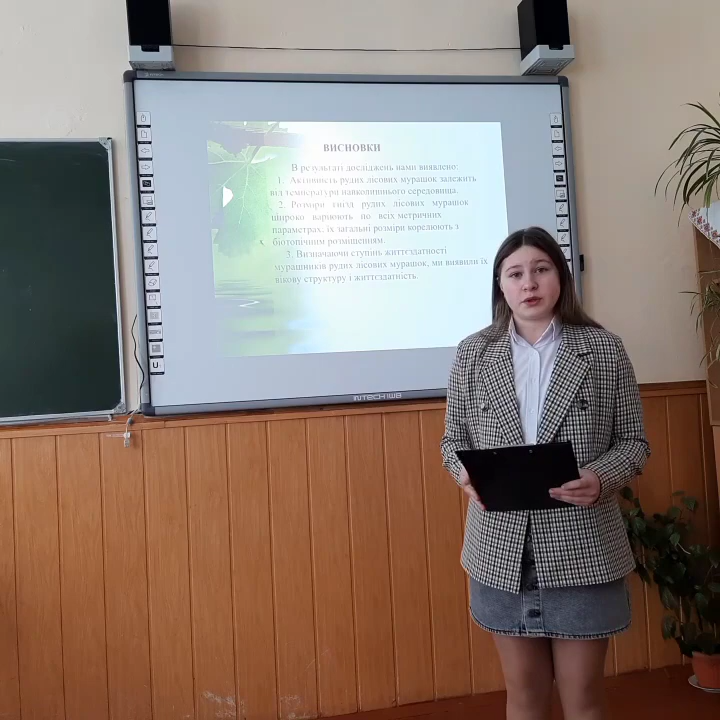 ВИСНОВКИ
В результаті досліджень нами виявлено:
1. Активність рудих лісових мурашок залежить
від температури навколишнього середовища.
2. Розміри гнізд рудих лісових мурашок
широко варіюють по всіх метричних
параметрах, їх загальні розміри корелюють з
біотопічним розміщенням.
3. Визначаючи ступінь життєздатності
мурашників рудих лісових мурашок, ми виявили їх
вікову структуру і життєздатність.
INTECH IWB